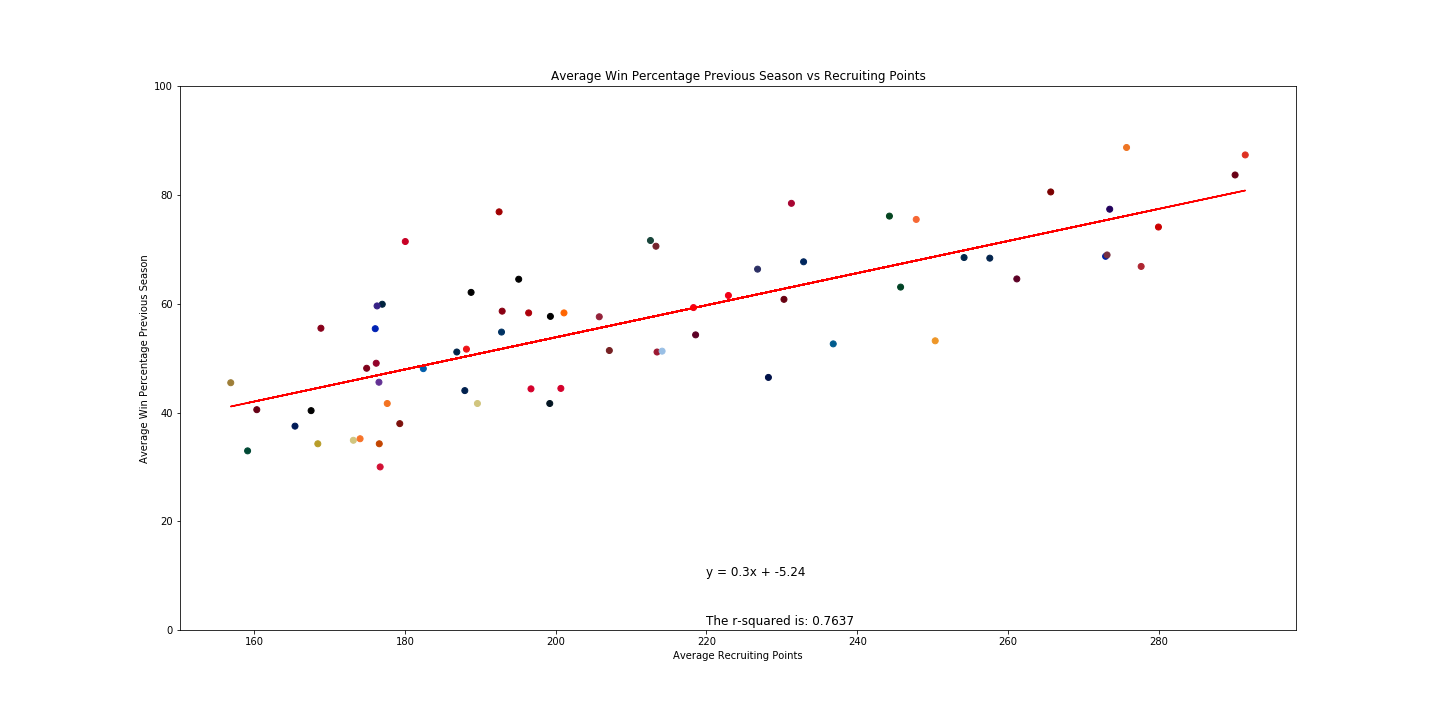 Average Win Percentage Previous Season vs Recruiting Points
100
80
60
40
20
0
Average Win Percentage Previous Season
y = 0.3x + -5.24
The r-squared is: 0.7637
160 180 200 220 240 260 280
Average Recruiting Points